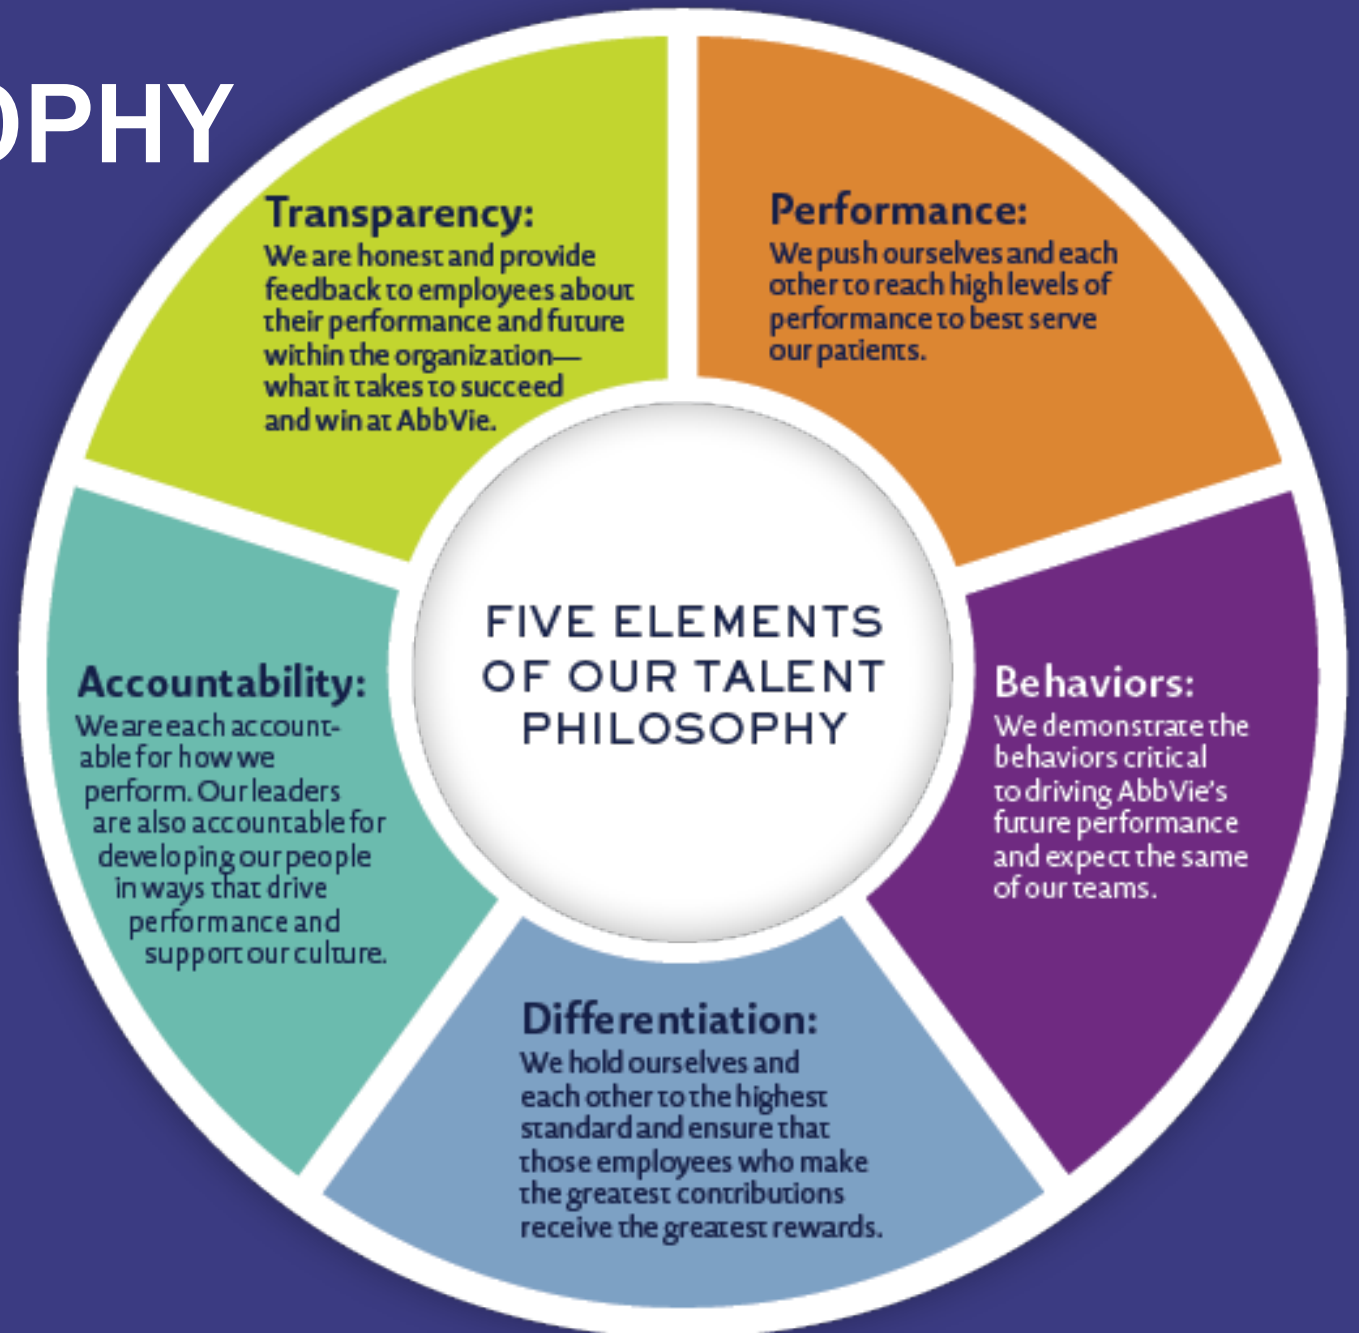 OPHY
Transparency:
We are honest and provide
feedback to employees about
their performance and future
within the organization—
what it takes to succeed
and win at AbbVie.
Performance:
We push ourselves and each
other to reach high levels of
performance to best serve
our patients.
FIVE ELEMENTS
OF OUR TALENT
PHILOSOPHY
Accountability:
We are each account-
able for how we
perform. Our leaders
are also accountable for
developing our people
in ways that drive
performance and
support our culture.
Behaviors:
We demonstrate the
behaviors critical
to driving AbbVie's
future performance
and expect the same
of our teams.
Differentiation:
We hold ourselves and
each other to the highest
standard and ensure that
those employees who make
the greatest contributions
receive the greatest rewards.